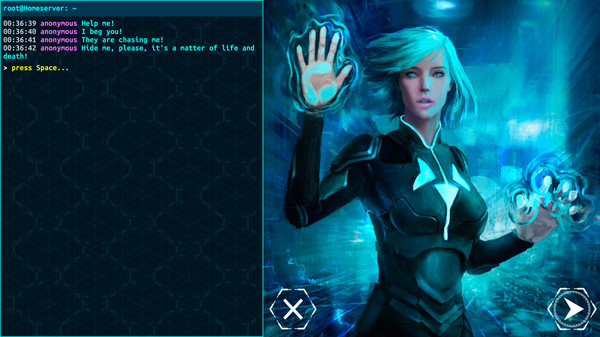 root@Homeserver: ~
00:36:39 anonymous Help me!
00:36:40 anonymous I beg you!
00:36:41 anonymous They are chasing me!
00:36:42 anonymous Hide me, please, it's a matter of life and
death!
> press Space...